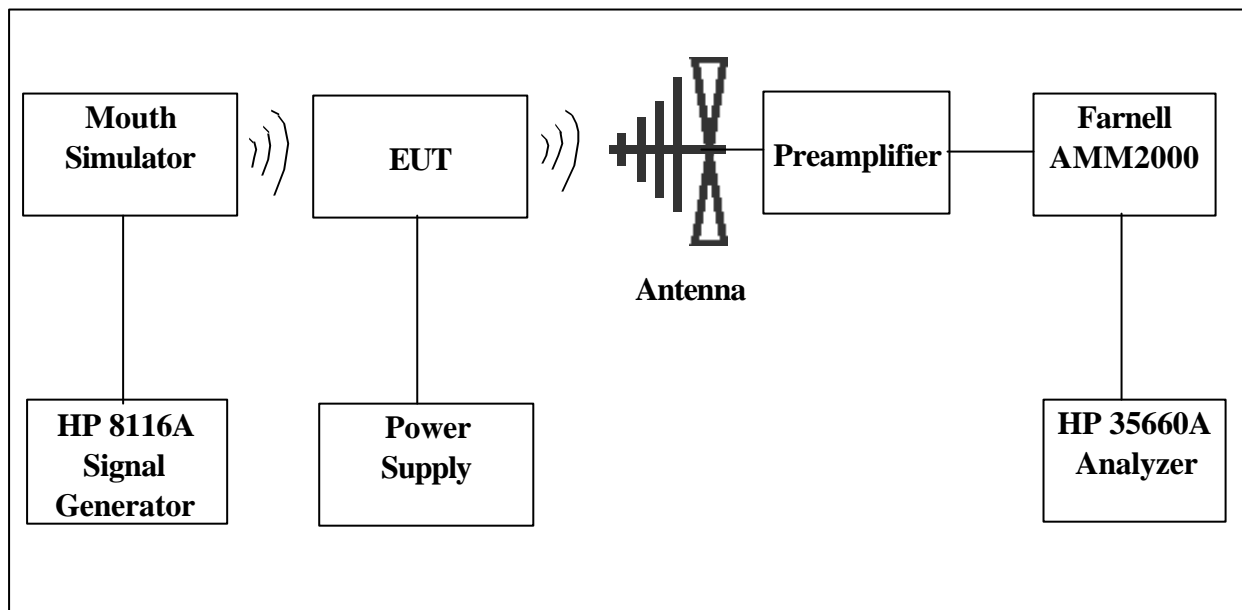 Mouth
Simulator
EUT
Preamplifier
Farnell
AMM2000
Antenna
HP 8116A
Signal
Generator
Power
Supply
HP 35660A
Analyzer